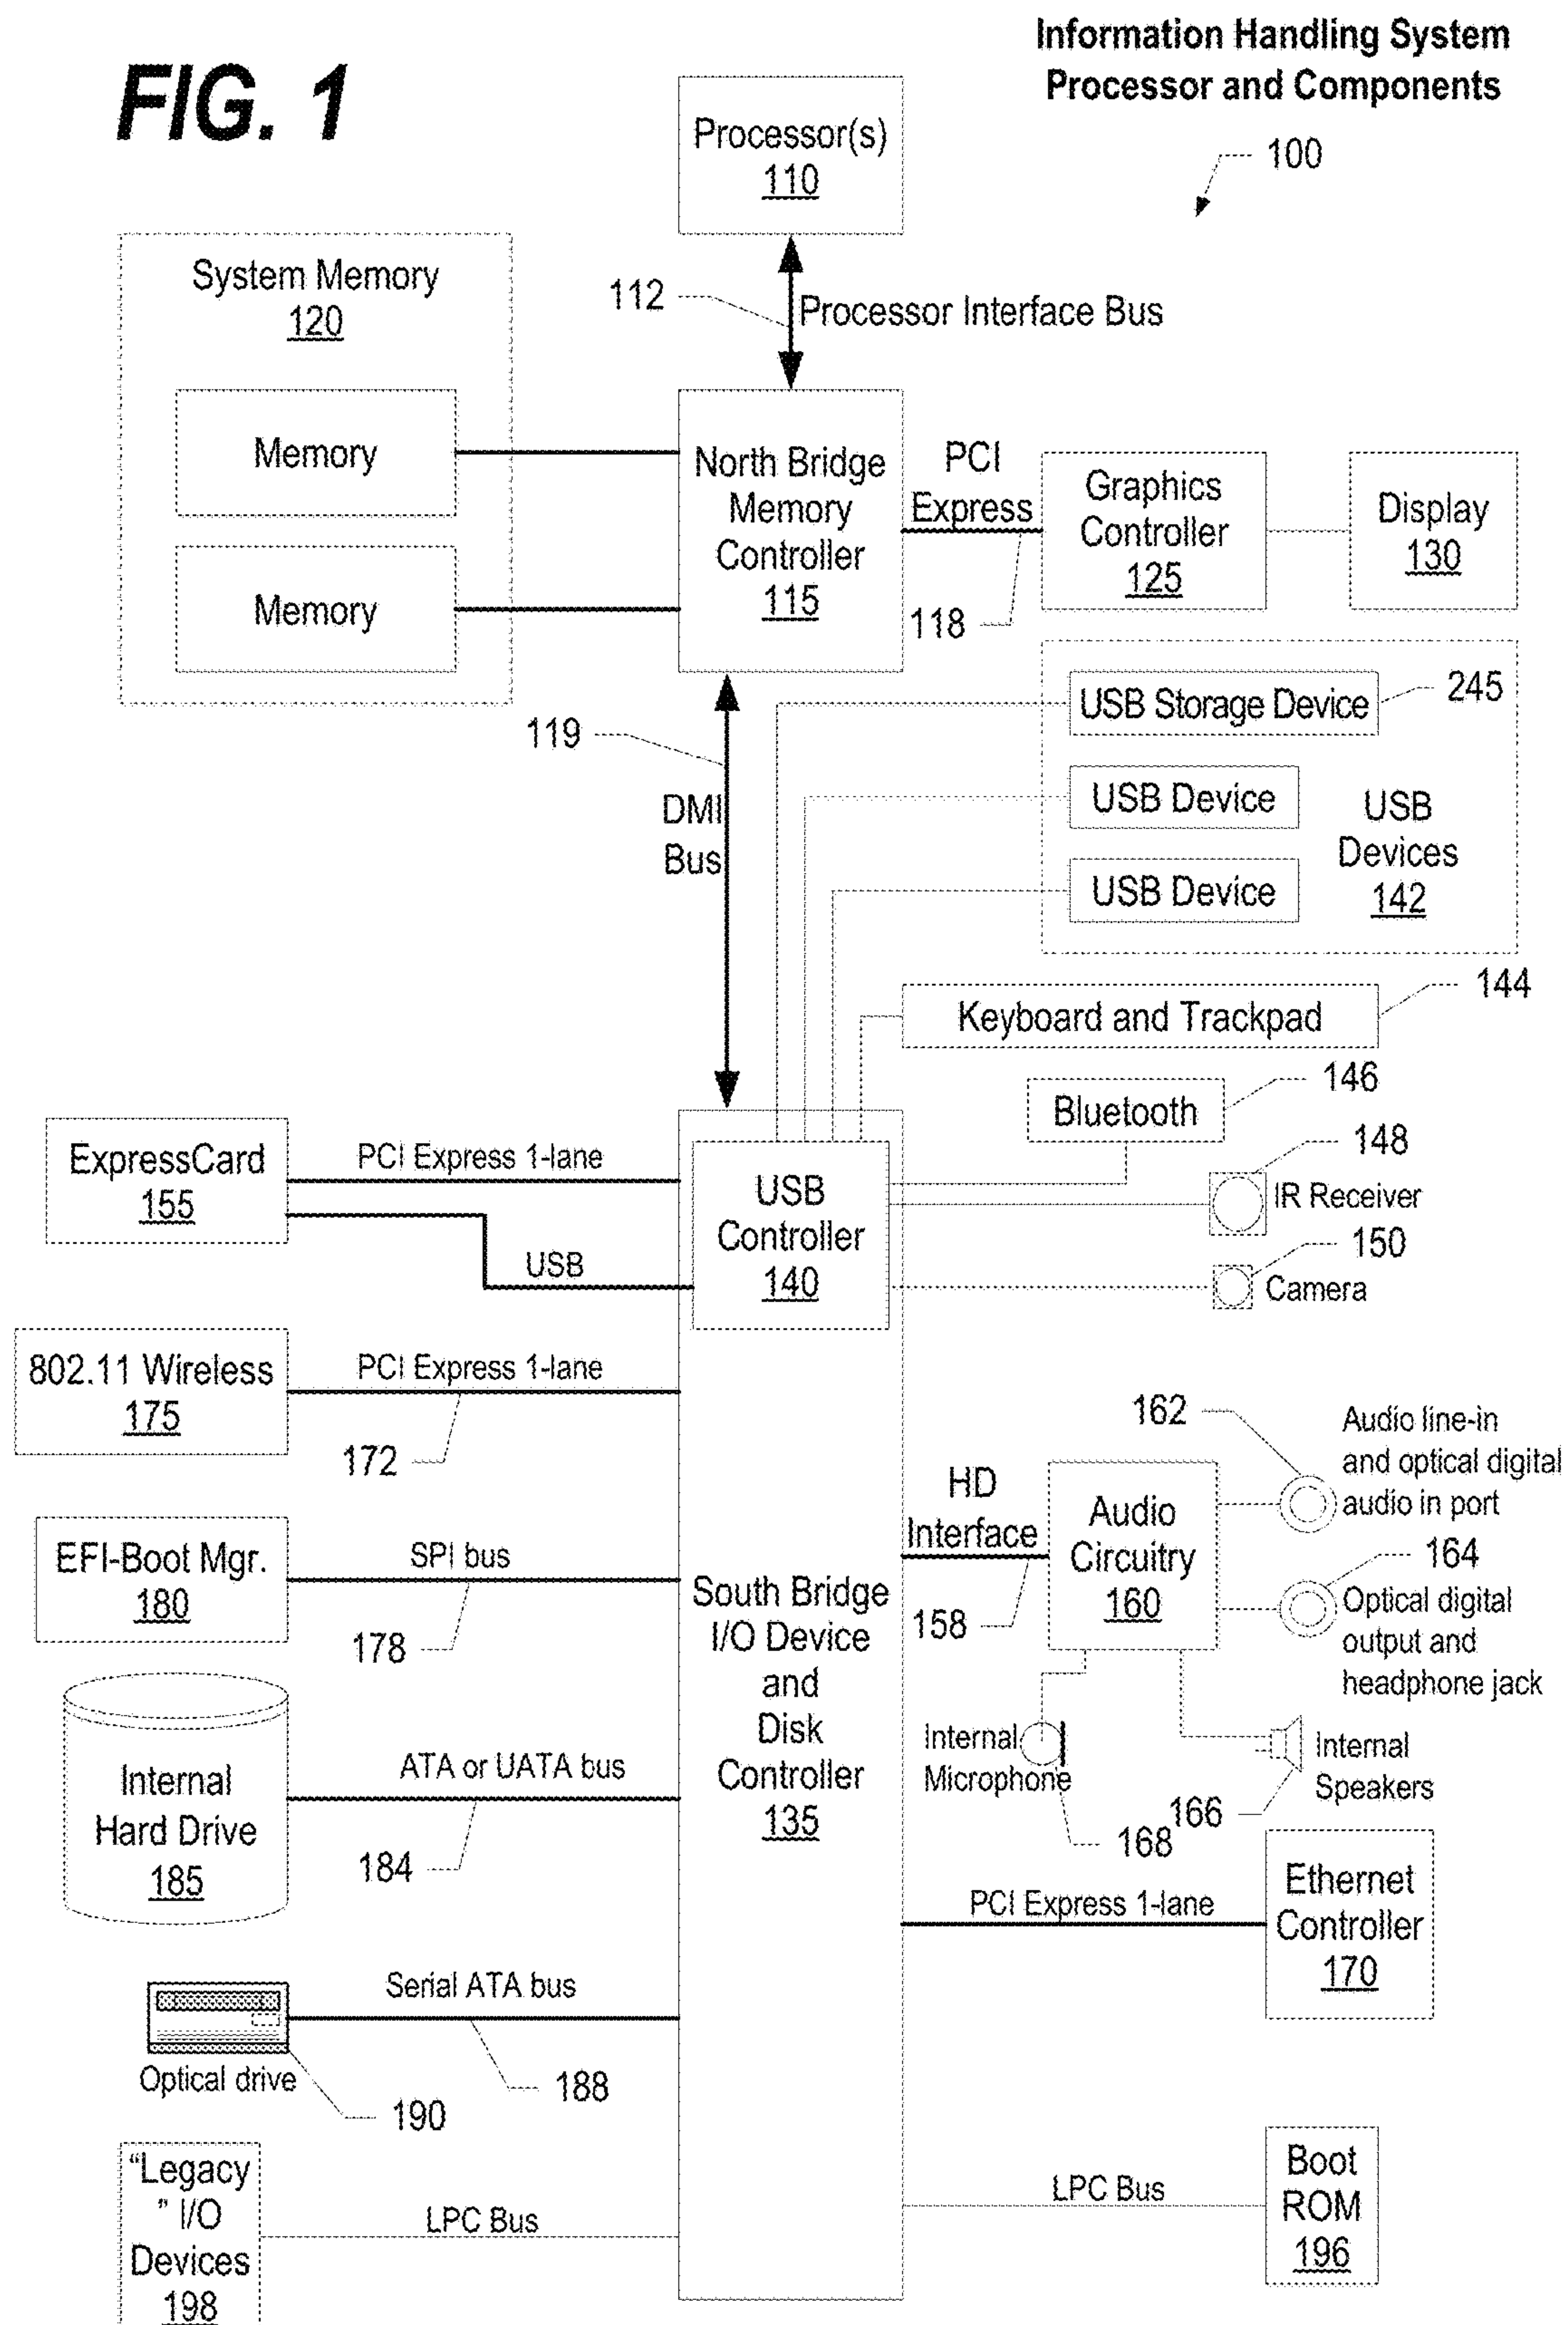 FIG. 1
Information Handling System
Processor and Components
100
Processor(s)
110
System Memory
120
112
Processor Interface Bus
Memory
Memory
North Bridge
Memory
Controller
115
PCI
Express
118
Graphics
Controller
125
Display
130
119
DMI
Bus
USB Storage Device
245
USB Device
USB Device
USB
Devices
142
Keyboard and Trackpad
144
Bluetooth
146
148
IR Receiver
150
Camera
ExpressCard
155
PCI Express 1-lane
USB
USB
Controller
140
802.11 Wireless
175
PCI Express 1-lane
172
EFI-Boot Mgr.
180
SPI bus
178
South Bridge
I/O Device
and
Disk
Controller
135
HD
Interface
158
Audio
Circuitry
160
162
Audio line-in
and optical digital
audio in port
164
Optical digital
output and
headphone jack
Internal
Microphone
168
166
Internal
Speakers
Internal
Hard Drive
185
ATA or UATA bus
184
PCI Express 1-lane
Ethernet
Controller
170
Serial ATA bus
188
Optical drive
190
“Legacy
” I/O
Devices
198
LPC Bus
LPC Bus
Boot
ROM
196